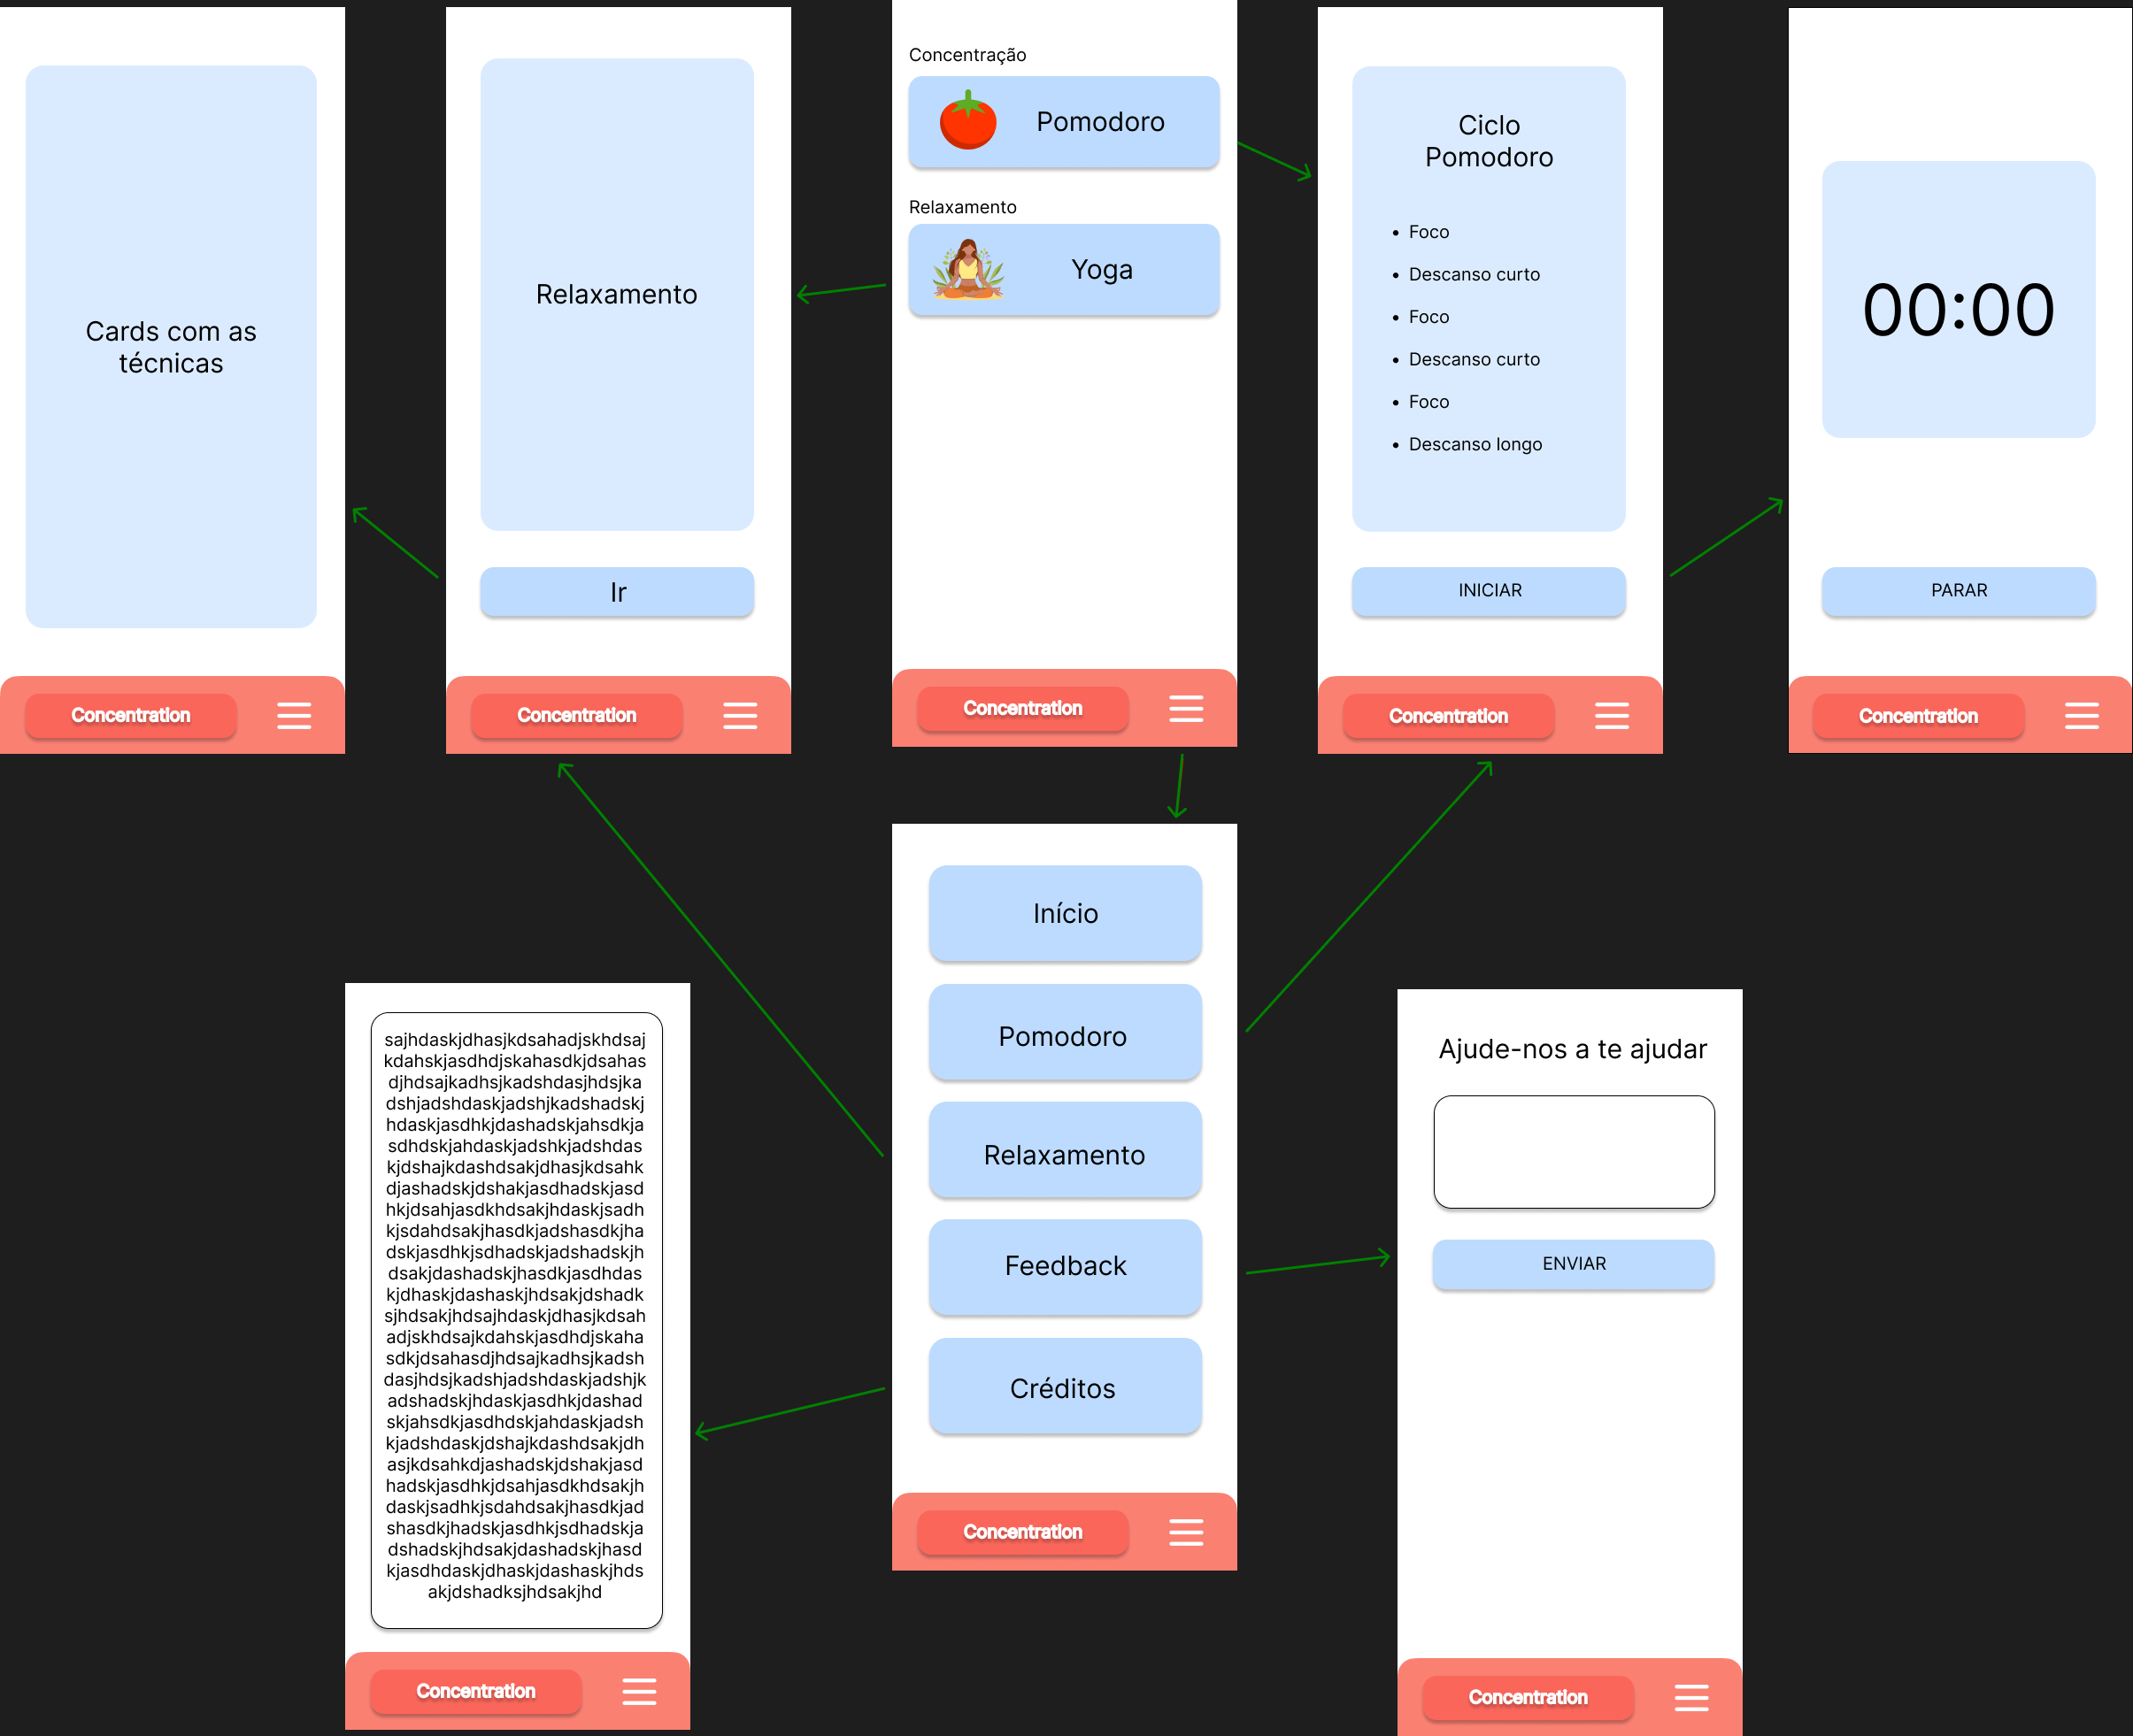 Cards com as
técnicas
Concentration
Relaxamento
Ir
Concentration
Concentração
Pomodoro
Relaxamento
Yoga
Concentration
Ciclo
Pomodoro
• Foco
• Descanso curto
• Foco
• Descanso curto
• Foco
• Descanso longo
INICIAR
Concentration
00:00
PARAR
Concentration
Início
Pomodoro
Relaxamento
Feedback
Créditos
Concentration
sajhdaskjdhasjkdsahadjskhdsaj
kdahskjasdhdjskahasdkjdsahas
djhdsajkadhsjkadshdasjhdsjka
dshjadshdaskjadshjkadshadskj
hdaskjasdhkjdashadskjahsdkja
sdhdskjahdaskjadshkjadshdas
kjdshajkdashdsakjdhasjkdsahk
djashadskjdshakjasdhadskjasd
hkjdsahjasdkhdsakjhdaskjsadh
kjsdahdsakjhasdkjadshasdkjha
dskjasdhkjsdhadskjadshadskjh
dsakjdashadskjhasdkjasdhdas
kjdhaskjdashaskjhdsakjdshadk
sjhdsakjhdsajhdaskjdhasjkdsah
adjskhdsajkdahskjasdhdjskaha
sdkjdsahasdjhdsajkadhsjkadsh
dasjhdsjkadshjadshdaskjadshjk
adshadskjhdaskjasdhkjdashad
skjahsdkjasdhdskjahdaskjadsh
kjadshdaskjdshajkdashdsakjdh
asjkdsahkdjashadskjdshakjasd
hadskjasdhkjdsahjasdkhdsakjh
daskjsadhkjsdahdsakjhasdkjad
shasdkjhadskjasdhkjsdhadskja
dshadskjhdsakjdashadskjhasd
kjasdhdaskjdhaskjdashaskjhds
akjdshadksjhdsakjhd
Concentration
Ajude-nos a te ajudar
ENVIAR
Concentration